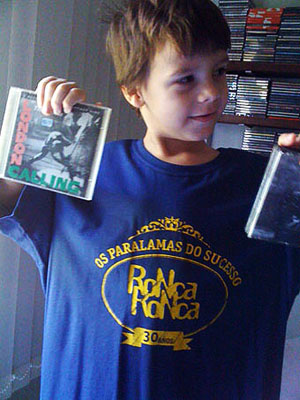 LONDON
CALLING
OS PARALAMAS DO SUCESSO
RoNca
RoNca
30 ANOS